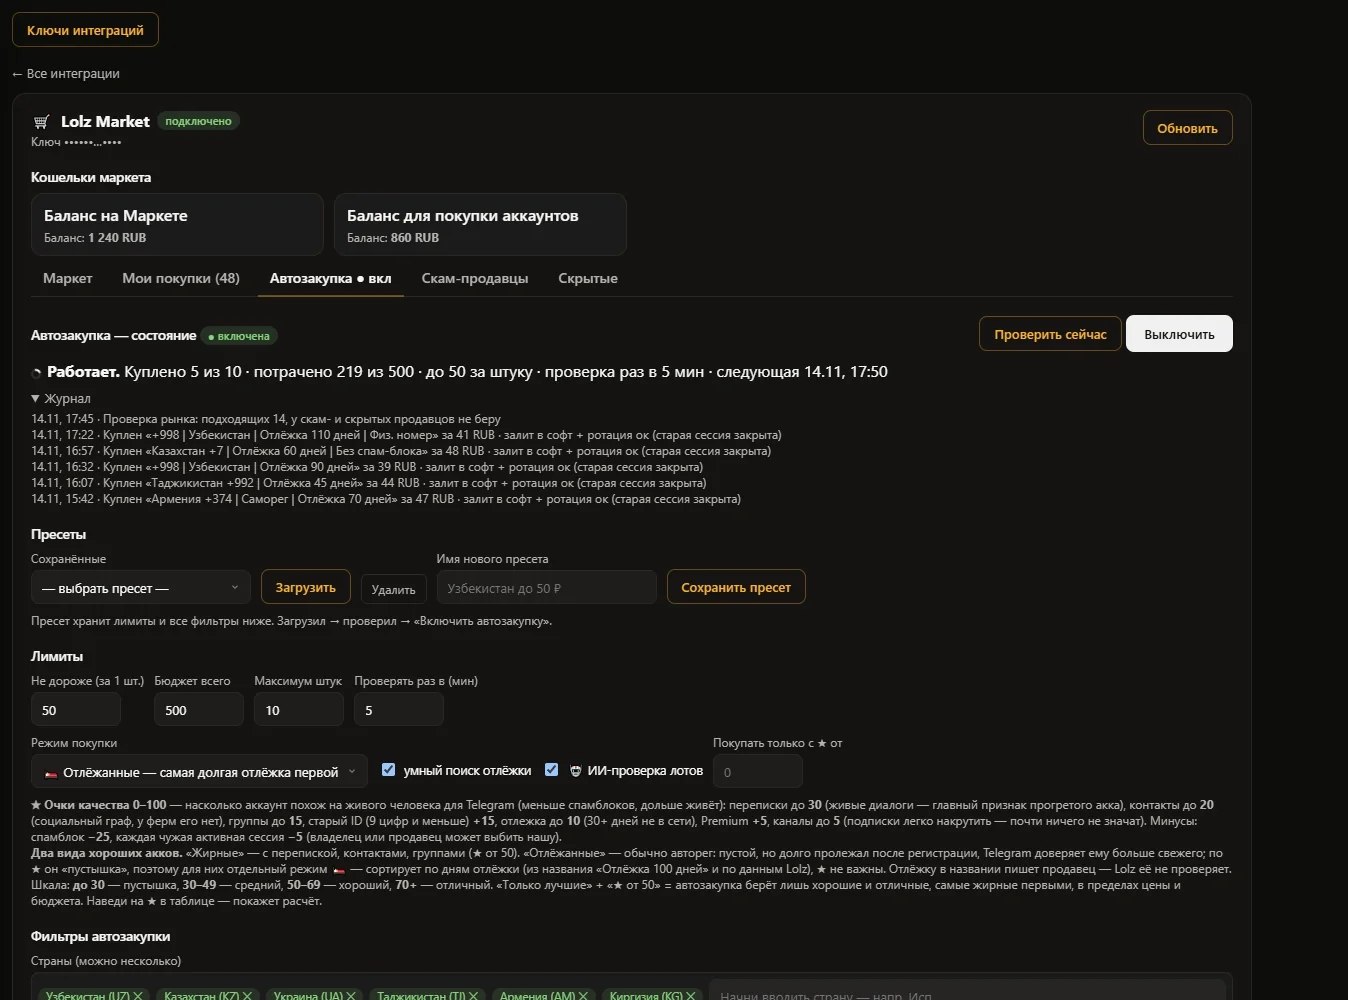 Ключи интеграций
← Все интеграции
Lolz Market подключено
Обновить
Ключ ••••••...••••
Кошельки маркета
Баланс на Маркете
Баланс: 1 240 RUB
Баланс для покупки аккаунтов
Баланс: 860 RUB
Маркет Мои покупки (48) Автозакупка ● вкл Скам-продавцы Скрытые
Автозакупка — состояние ● включена
Проверить сейчас Выключить
Работает. Куплено 5 из 10 · потрачено 219 из 500 · до 50 за штуку · проверка раз в 5 мин · следующая 14.11, 17:50
▼ Журнал
14.11, 17:45 · Проверка рынка: подходящих 14, у скам- и скрытых продавцов не беру
14.11, 17:22 · Куплен «+998 | Узбекистан | Отлёжка 110 дней | Физ. номер» за 41 RUB · залит в софт + ротация ок (старая сессия закрыта)
14.11, 16:57 · Куплен «Казахстан +7 | Отлёжка 60 дней | Без спам-блока» за 48 RUB · залит в софт + ротация ок (старая сессия закрыта)
14.11, 16:32 · Куплен «+998 | Узбекистан | Отлёжка 90 дней» за 39 RUB · залит в софт + ротация ок (старая сессия закрыта)
14.11, 16:07 · Куплен «Таджикистан +992 | Отлёжка 45 дней» за 44 RUB · залит в софт + ротация ок (старая сессия закрыта)
14.11, 15:42 · Куплен «Армения +374 | Саморег | Отлёжка 70 дней» за 47 RUB · залит в софт + ротация ок (старая сессия закрыта)
Пресеты
Сохранённые
Имя нового пресета
— выбрать пресет — Загрузить Удалить Узбекистан до 50 ₽ Сохранить пресет
Пресет хранит лимиты и все фильтры ниже. Загрузил → проверил → «Включить автозакупку».
Лимиты
Не дороже (за 1 шт.) Бюджет всего Максимум штук Проверять раз в (мин)
50 500 10 5
Режим покупки
Покупать только с ★ от
Отлёжанные — самая долгая отлёжка первой умный поиск отлёжки ИИ-проверка лотов 0
★ Очки качества 0–100 — насколько аккаунт похож на живого человека для Telegram (меньше спамблоков, дольше живёт): переписки до 30 (живые диалоги — главный признак прогретого акка), контакты до 20
(социальный граф, у ферм его нет), группы до 15, старый ID (9 цифр и меньше) +15, отлежка до 10 (30+ дней не в сети), Premium +5, каналы до 5 (подписки легко накрутить — почти ничего не значат). Минусы:
спамблок −25, каждая чужая активная сессия −5 (владелец или продавец может выбить нашу).
Два вида хороших акков. «Жирные» — с перепиской, контактами, группами (★ от 50). «Отлёжанные» — обычно авторег: пустой, но долго пролежал после регистрации, Telegram доверяет ему больше свежего; по
★ он «пустышка», поэтому для них отдельный режим — сортирует по дням отлёжки (из названия «Отлёжка 100 дней» и по данным Lolz), ★ не важны. Отлёжку в названии пишет продавец — Lolz её не проверяет.
Шкала: до 30 — пустышка, 30–49 — средний, 50–69 — хороший, 70+ — отличный. «Только лучшие» + «★ от 50» = автозакупка берёт лишь хорошие и отличные, самые жирные первыми, в пределах цены и
бюджета. Наведи на ★ в таблице — покажет расчёт.
Фильтры автозакупки
Страны (можно несколько)
Узбекистан (UZ) ✕ Казахстан (KZ) ✕ Украина (UA) ✕ Таджикистан (TJ) ✕ Армения (AM) ✕ Киргизия (KG) ✕ Начни вводить страну — напр. Исп